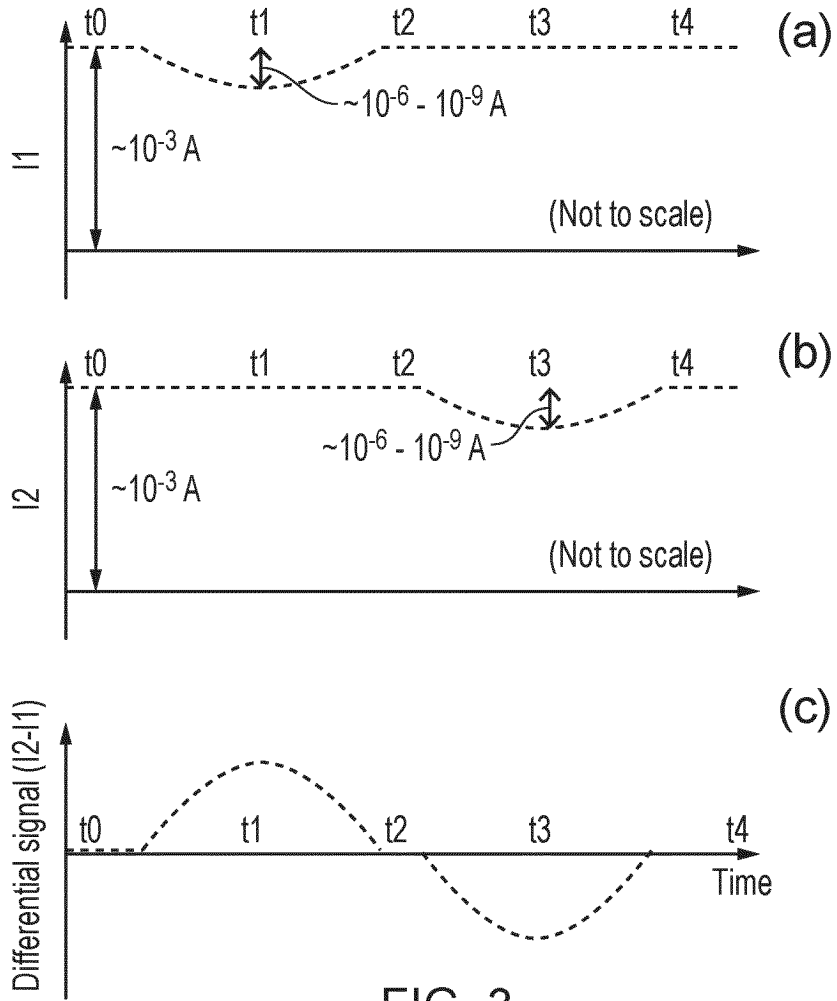 t0 t1 t2 t3 t4 (a)
~10⁻⁶ - 10⁻⁹ A
~10⁻³ A
I1
(Not to scale)
t0 t1 t2 t3 t4 (b)
~10⁻⁶ - 10⁻⁹ A
~10⁻³ A
I2
(Not to scale)
(c)
Differential signal (I2-I1)
t0 t1 t2 t3 t4
Time
FIG. 3